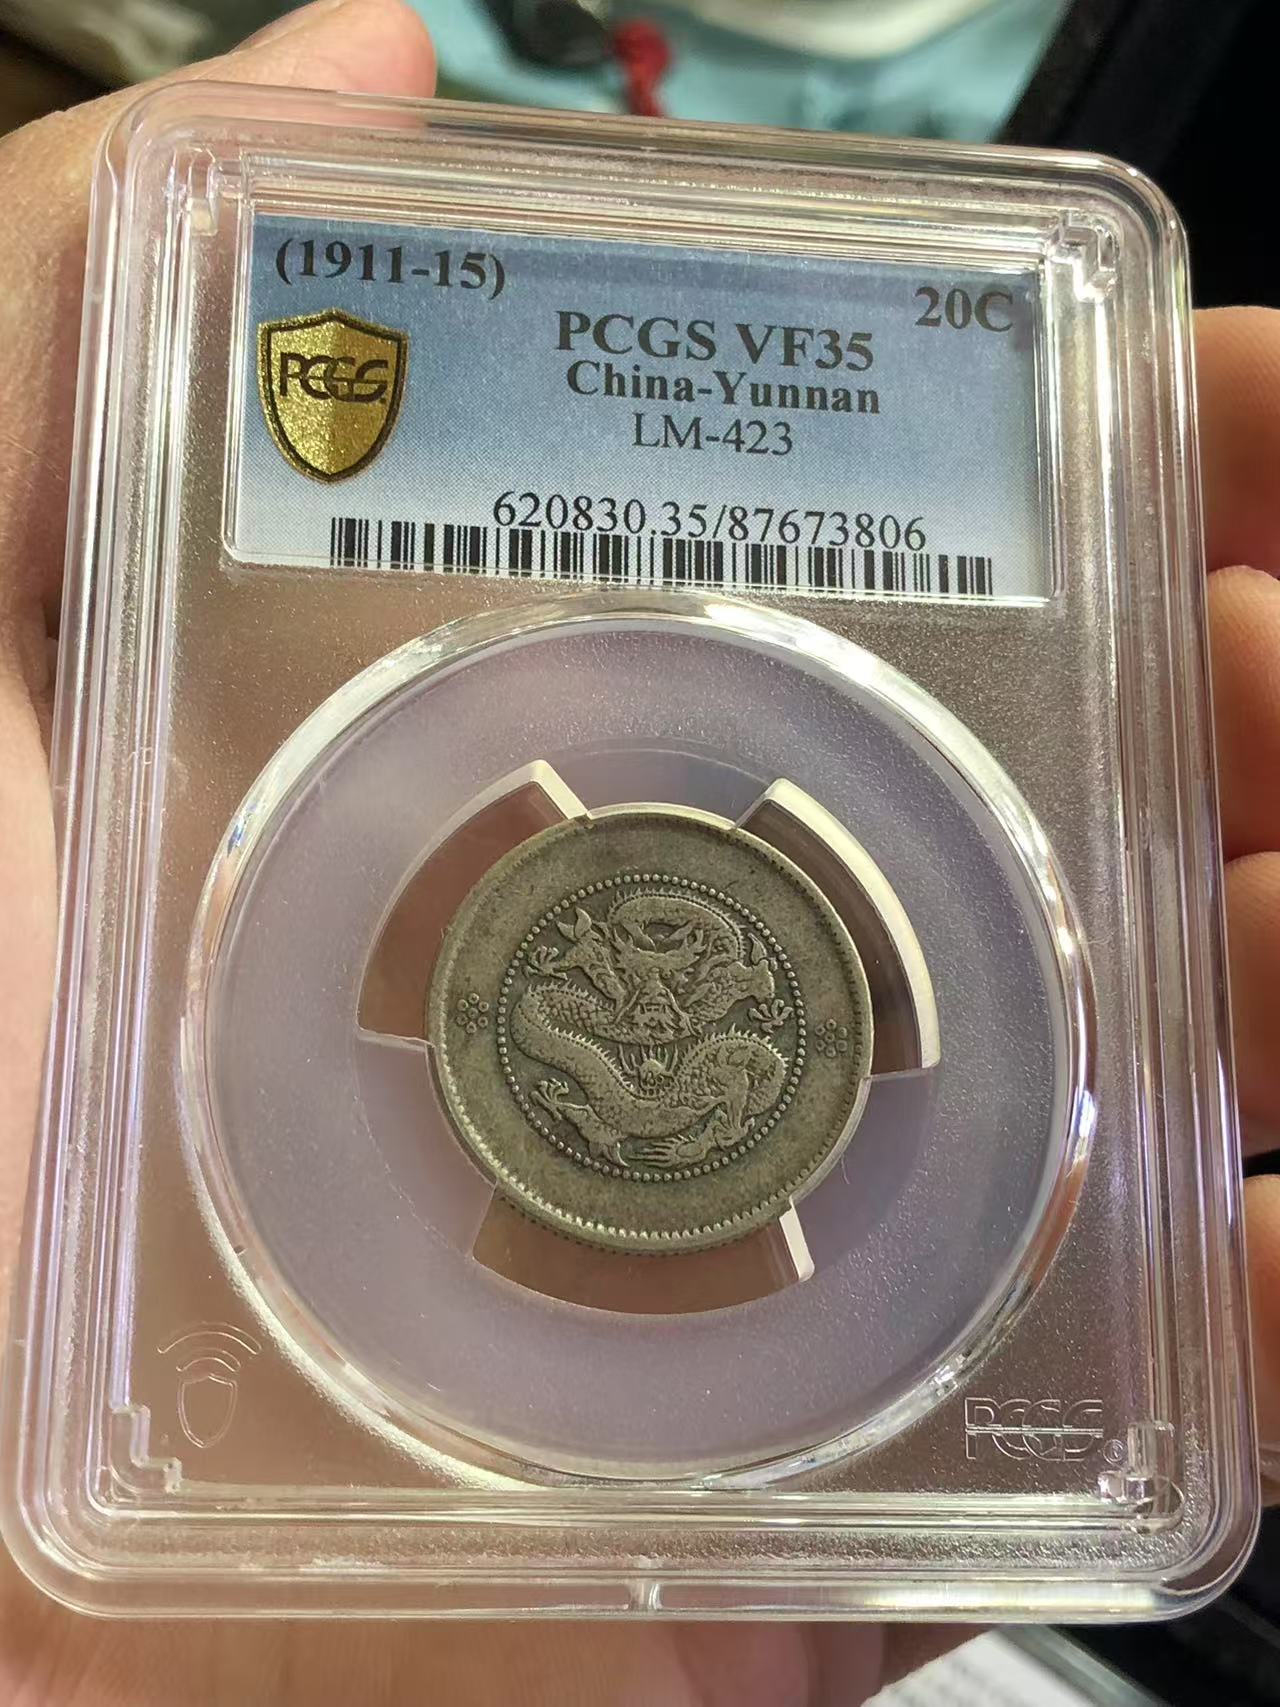 (1911-15)
20C
PCGS
PCGS VF35
China-Yunnan
LM-423
620830.35/87673806
PCGS